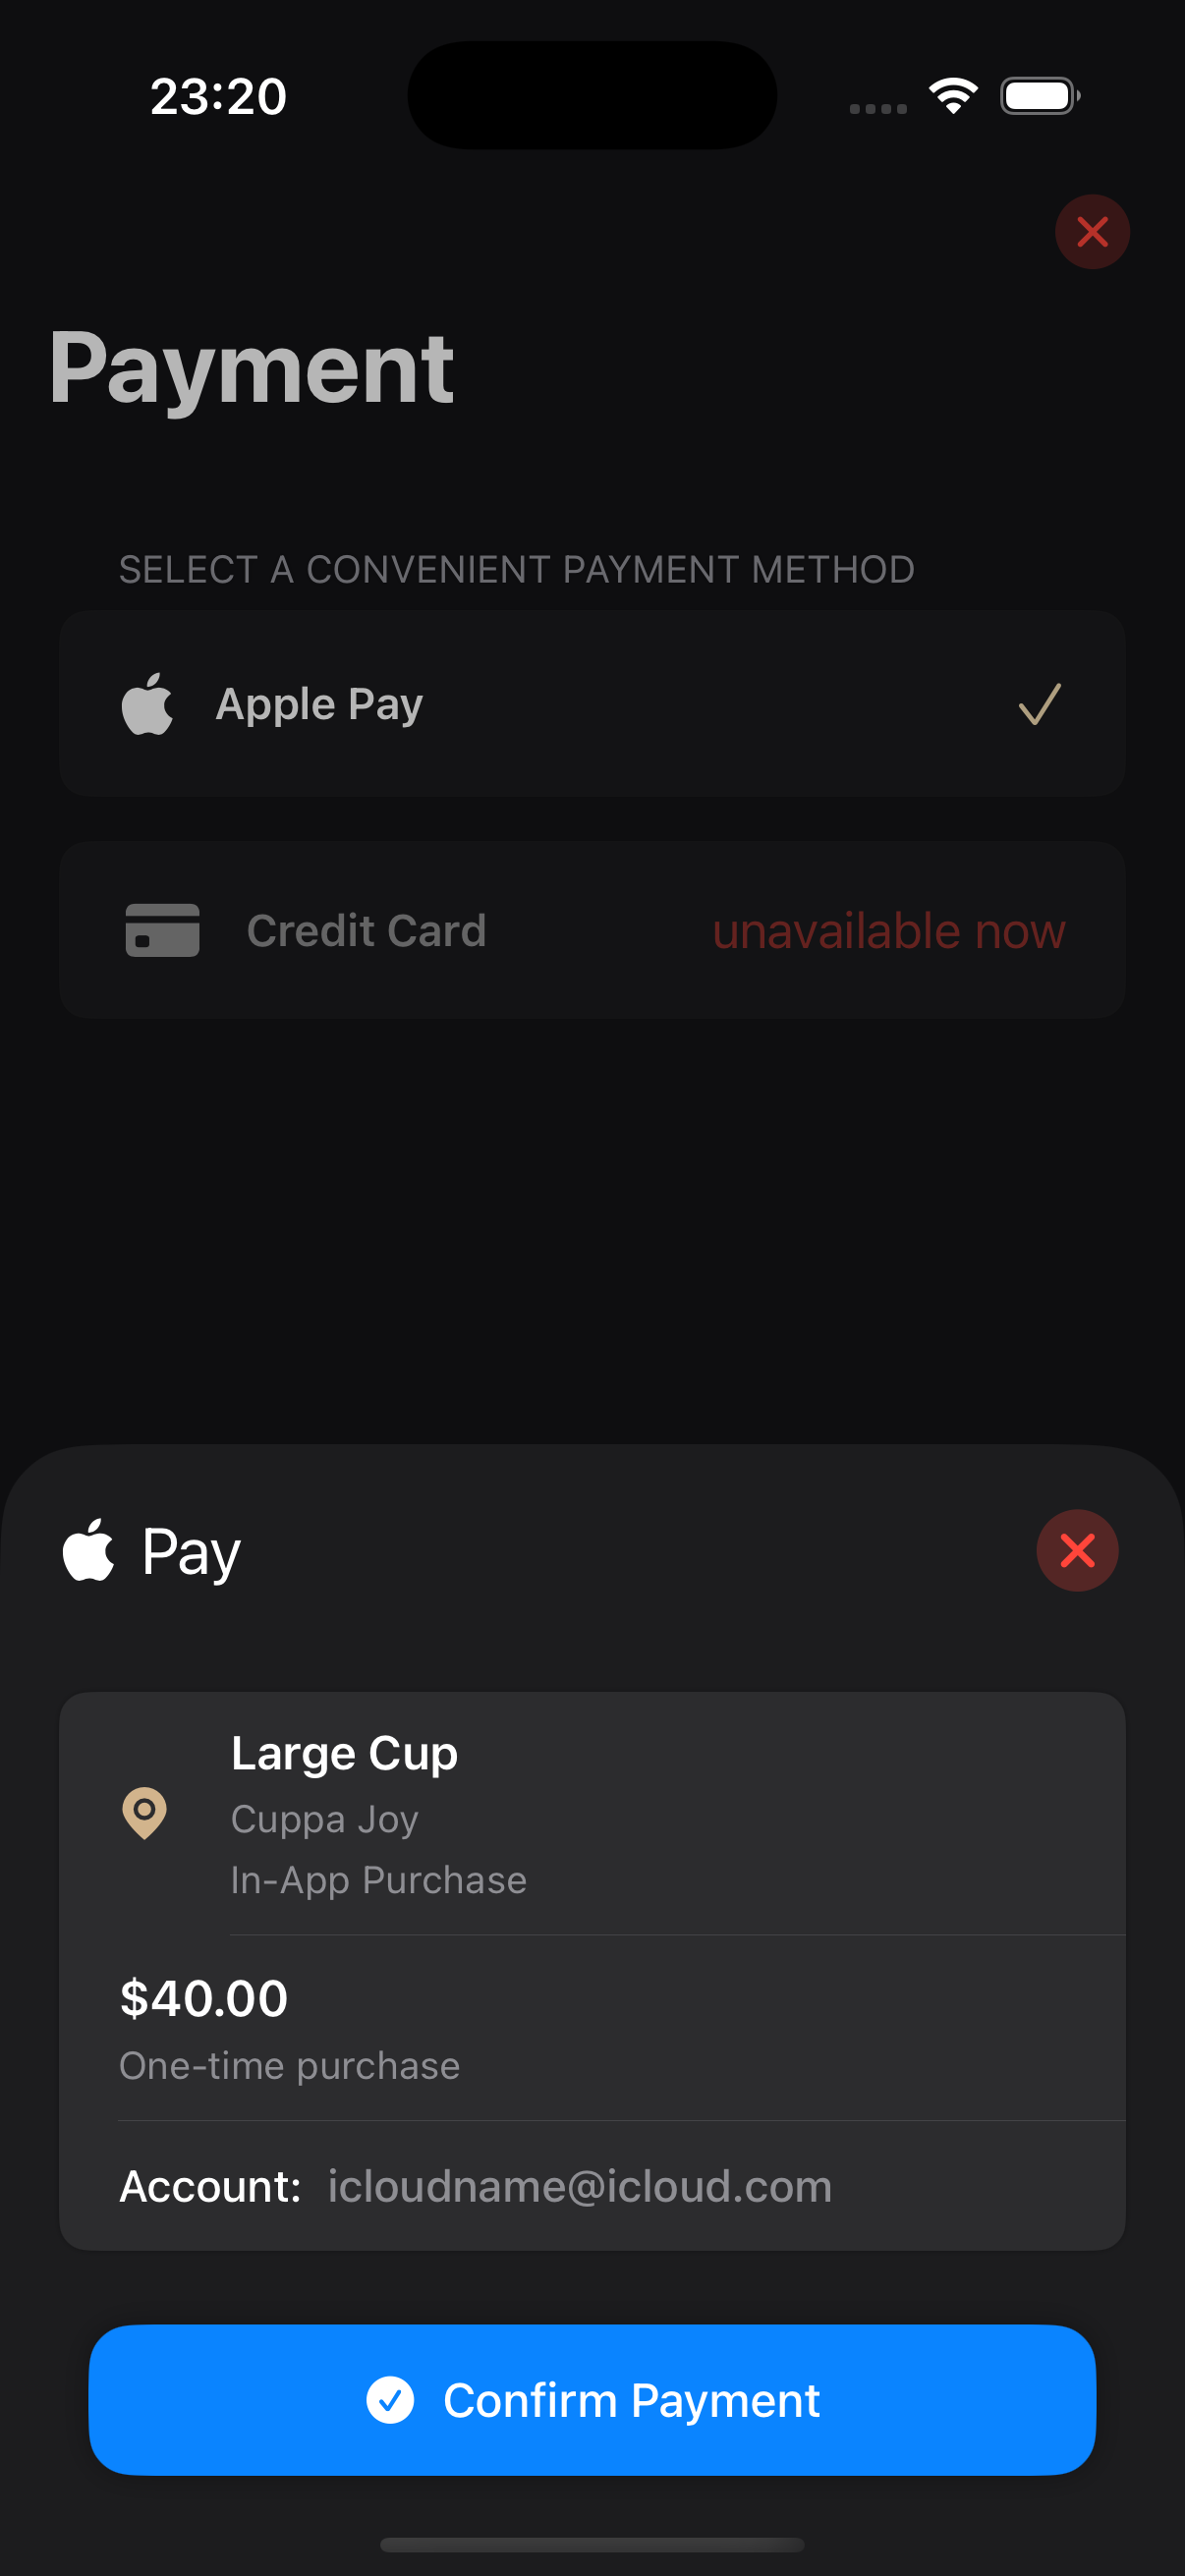 23:20
Payment
SELECT A CONVENIENT PAYMENT METHOD
Apple Pay
Credit Card unavailable now
Pay
Large Cup
Cuppa Joy
In-App Purchase
$40.00
One-time purchase
Account: icloudname@icloud.com
Confirm Payment